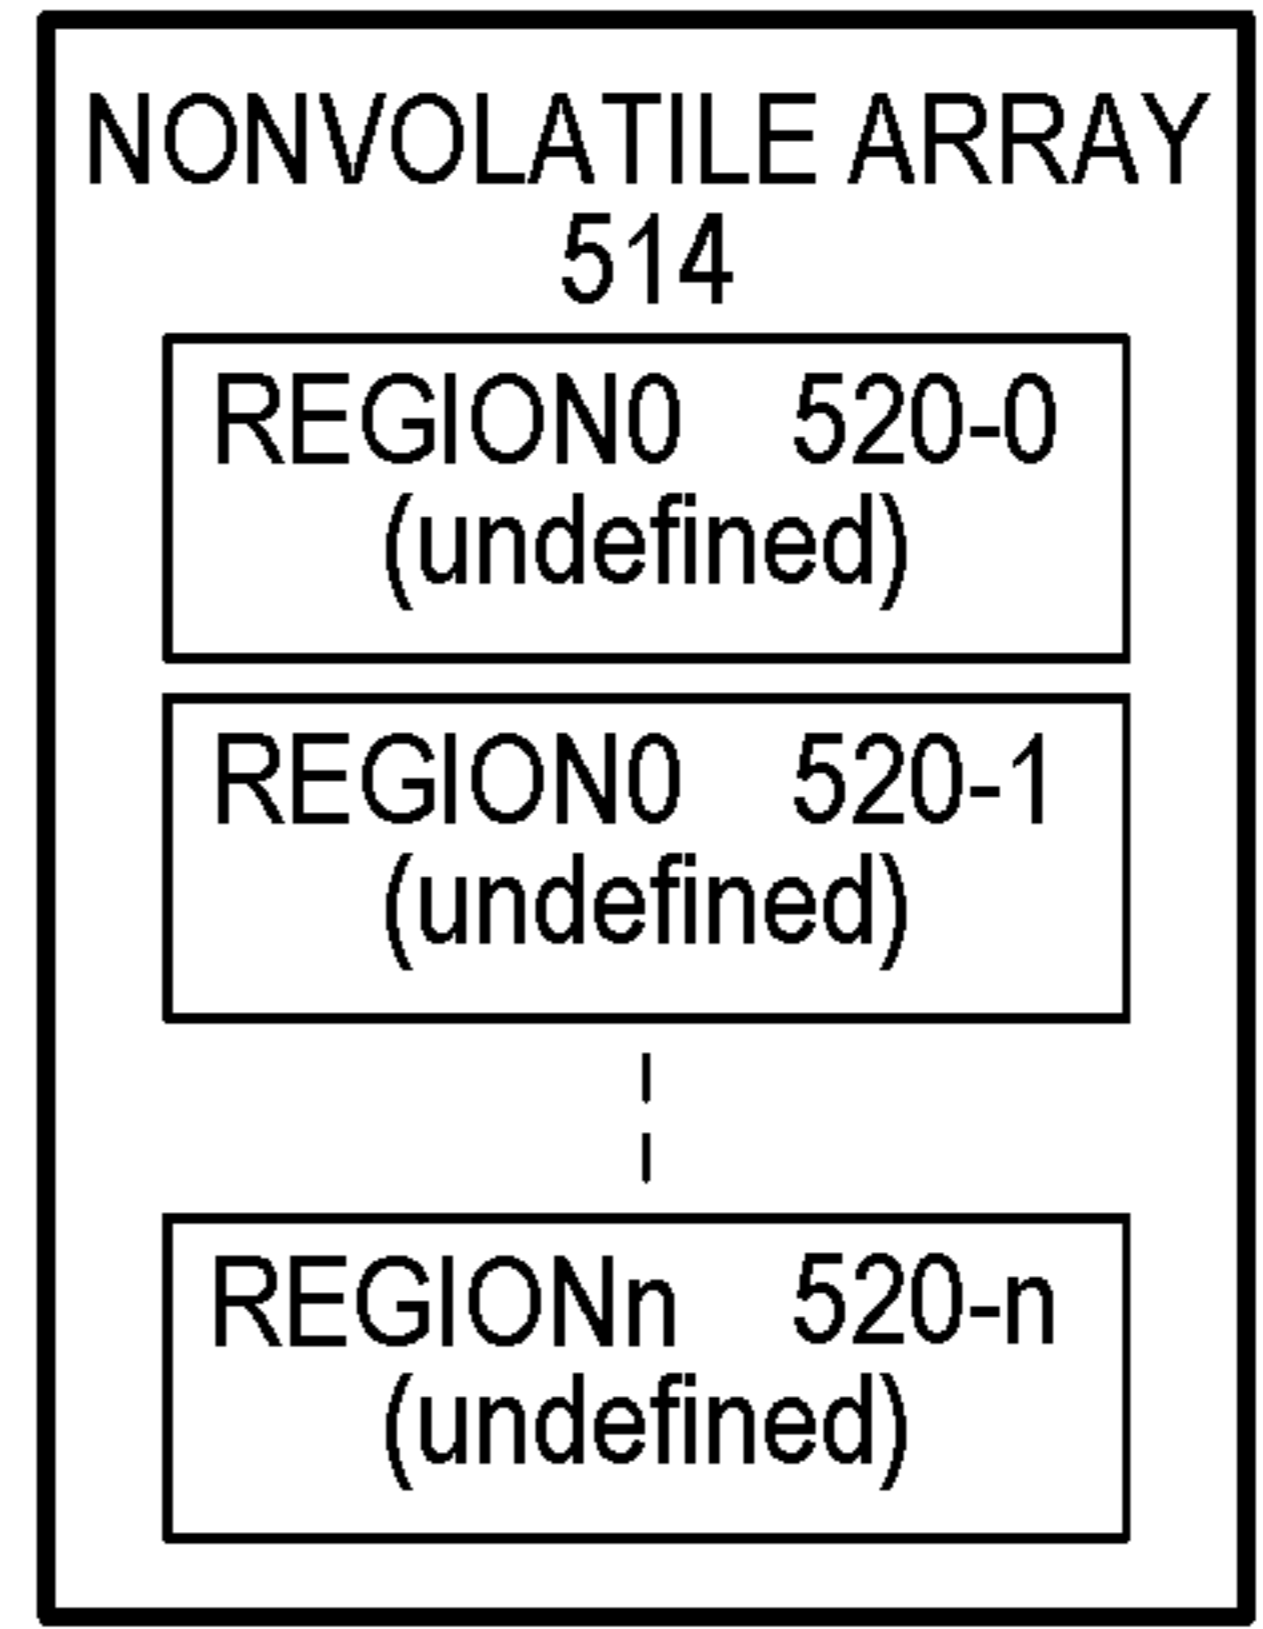 NONVOLATILE ARRAY
514
REGION0 520-0
(undefined)
REGION0 520-1
(undefined)
REGIONn 520-n
(undefined)